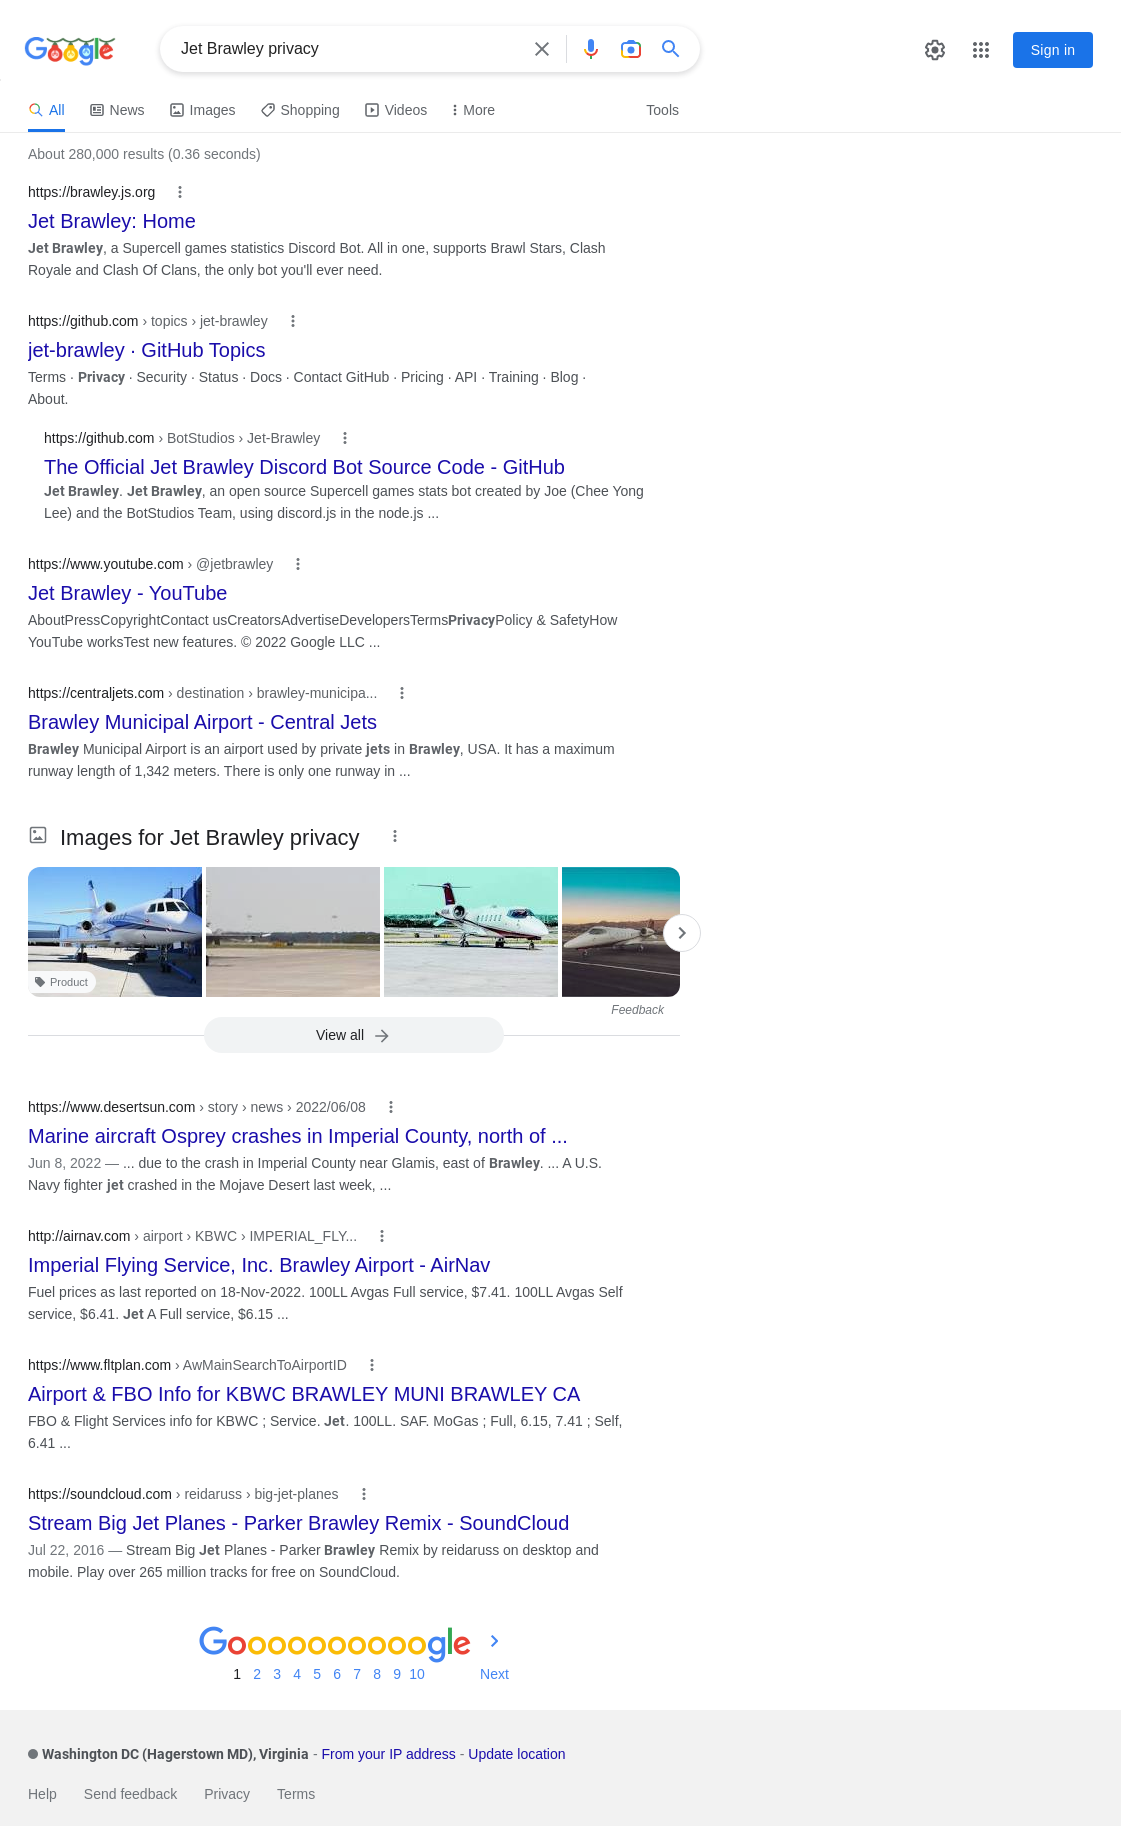 Google
Jet Brawley privacy
Sign in
All
News
Images
Shopping
Videos
More
Tools
About 280,000 results (0.36 seconds)
https://brawley.js.org
Jet Brawley: Home
Jet Brawley, a Supercell games statistics Discord Bot. All in one, supports Brawl Stars, Clash
Royale and Clash Of Clans, the only bot you'll ever need.
https://github.com › topics › jet-brawley
jet-brawley · GitHub Topics
Terms · Privacy · Security · Status · Docs · Contact GitHub · Pricing · API · Training · Blog ·
About.
https://github.com › BotStudios › Jet-Brawley
The Official Jet Brawley Discord Bot Source Code - GitHub
Jet Brawley. Jet Brawley, an open source Supercell games stats bot created by Joe (Chee Yong
Lee) and the BotStudios Team, using discord.js in the node.js ...
https://www.youtube.com › @jetbrawley
Jet Brawley - YouTube
AboutPressCopyrightContact usCreatorsAdvertiseDevelopersTermsPrivacyPolicy & SafetyHow
YouTube worksTest new features. © 2022 Google LLC ...
https://centraljets.com › destination › brawley-municipa...
Brawley Municipal Airport - Central Jets
Brawley Municipal Airport is an airport used by private jets in Brawley, USA. It has a maximum
runway length of 1,342 meters. There is only one runway in ...
Images for Jet Brawley privacy
Product
Feedback
View all
https://www.desertsun.com › story › news › 2022/06/08
Marine aircraft Osprey crashes in Imperial County, north of ...
Jun 8, 2022 — ... due to the crash in Imperial County near Glamis, east of Brawley. ... A U.S.
Navy fighter jet crashed in the Mojave Desert last week, ...
http://airnav.com › airport › KBWC › IMPERIAL_FLY...
Imperial Flying Service, Inc. Brawley Airport - AirNav
Fuel prices as last reported on 18-Nov-2022. 100LL Avgas Full service, $7.41. 100LL Avgas Self
service, $6.41. Jet A Full service, $6.15 ...
https://www.fltplan.com › AwMainSearchToAirportID
Airport & FBO Info for KBWC BRAWLEY MUNI BRAWLEY CA
FBO & Flight Services info for KBWC ; Service. Jet. 100LL. SAF. MoGas ; Full, 6.15, 7.41 ; Self,
6.41 ...
https://soundcloud.com › reidaruss › big-jet-planes
Stream Big Jet Planes - Parker Brawley Remix - SoundCloud
Jul 22, 2016 — Stream Big Jet Planes - Parker Brawley Remix by reidaruss on desktop and
mobile. Play over 265 million tracks for free on SoundCloud.
Goooooooooogle
1 2 3 4 5 6 7 8 9 10 Next
Washington DC (Hagerstown MD), Virginia - From your IP address - Update location
Help Send feedback Privacy Terms